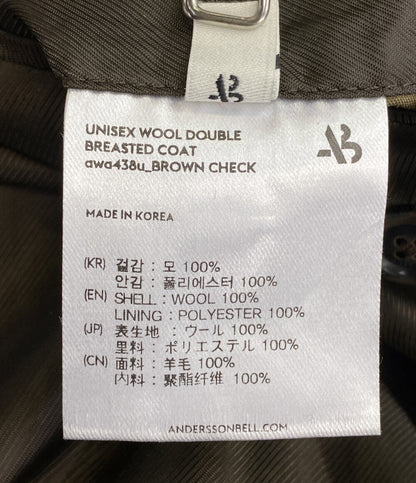 UNISEX WOOL DOUBLE
BREASTED COAT
awa438u_BROWN CHECK
MADE IN KOREA
(KR) 겉감 : 모 100%
안감 : 폴리에스터 100%
(EN) SHELL : WOOL 100%
LINING : POLYESTER 100%
(JP) 表生地 : ウール 100%
里料 : ポリエステル 100%
(CN) 面料 : 羊毛 100%
内料 : 聚酯纤维 100%
ANDERSSONBELL.COM